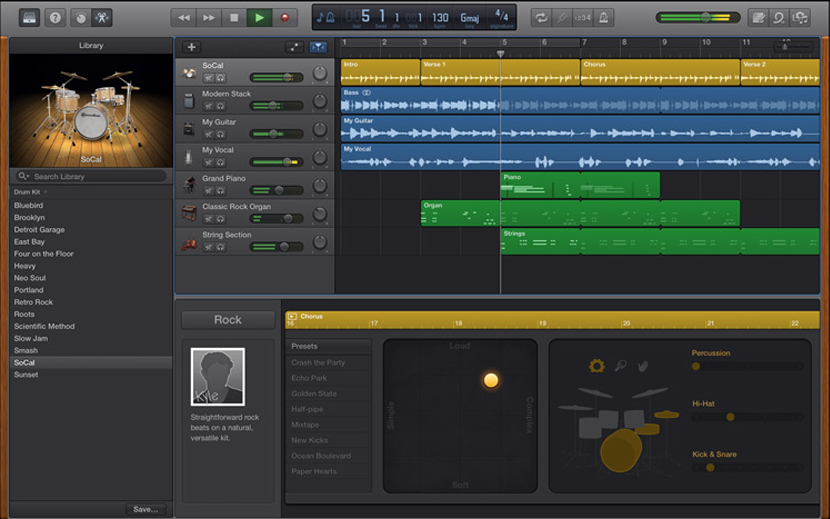 5 1 1 1 130 Gmaj 4/4
bar beat div tick bpm key signature
1234
Library
SoCal
Search Library
Drum Kit
Bluebird
Brooklyn
Detroit Garage
East Bay
Four on the Floor
Heavy
Neo Soul
Portland
Retro Rock
Roots
Scientific Method
Slow Jam
Smash
SoCal
Sunset
Save...
1 2 3 4 5 6 7 8 9 10 11
SoCal
Modern Stack
My Guitar
My Vocal
Grand Piano
Classic Rock Organ
String Section
Intro Verse 1 Chorus Verse 2
Bass
My Guitar
My Vocal
Piano
Organ
Strings
Rock
Kyle
Straightforward rock
beats on a natural,
versatile kit.
Chorus
16 17 18 19 20 21 22
Presets
Crash the Party
Echo Park
Golden State
Half-pipe
Mixtape
New Kicks
Ocean Boulevard
Paper Hearts
Loud
Simple
Complex
Soft
Percussion
Hi-Hat
Kick & Snare